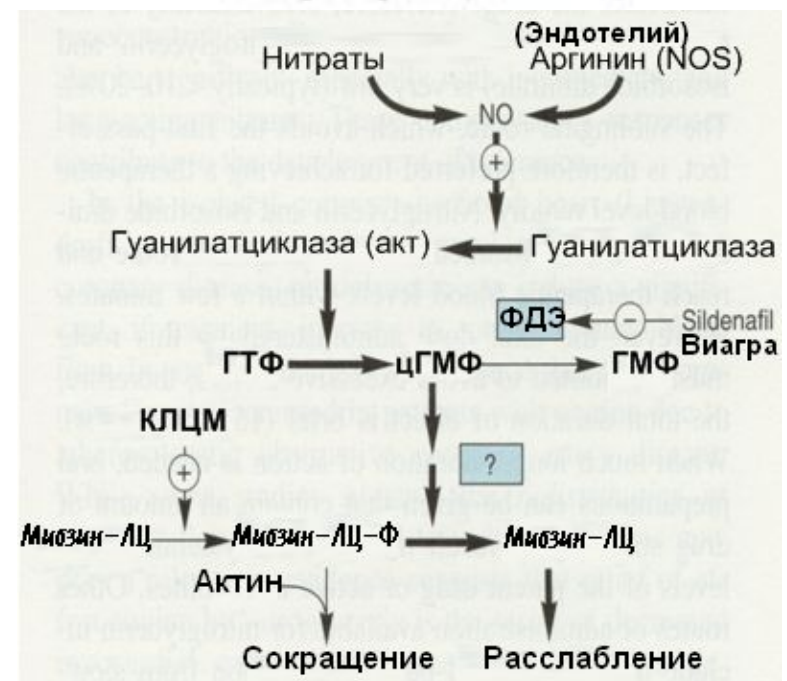 (Эндотелий)
Нитраты Аргинин (NOS)
NO
+
Гуанилатциклаза (акт) Гуанилатциклаза
ФДЭ - Sildenafil
Виагра
ГТФ цГМФ ГМФ
КЛЦМ
+
?
Миозин-ЛЦ Миозин-ЛЦ-Ф Миозин-ЛЦ
Актин
Сокращение Расслабление